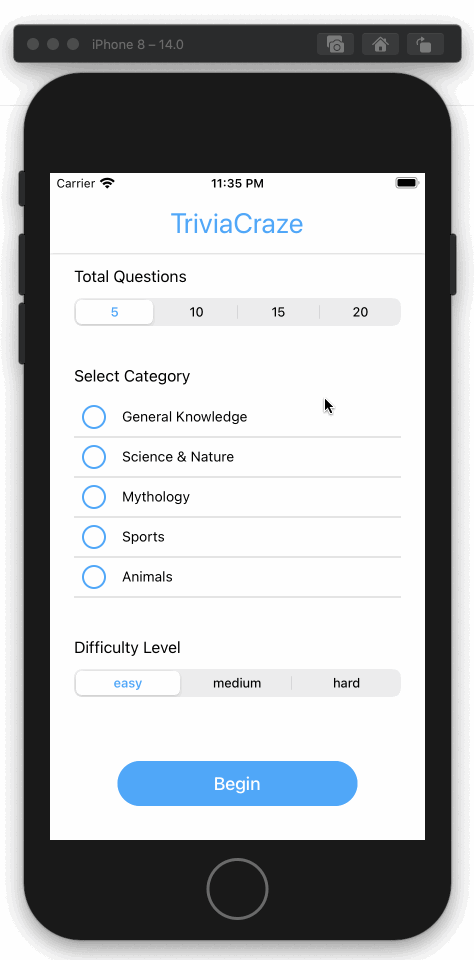 iPhone 8 – 14.0
Carrier 11:35 PM
TriviaCraze
Total Questions
5 10 15 20
Select Category
General Knowledge
Science & Nature
Mythology
Sports
Animals
Difficulty Level
easy medium hard
Begin